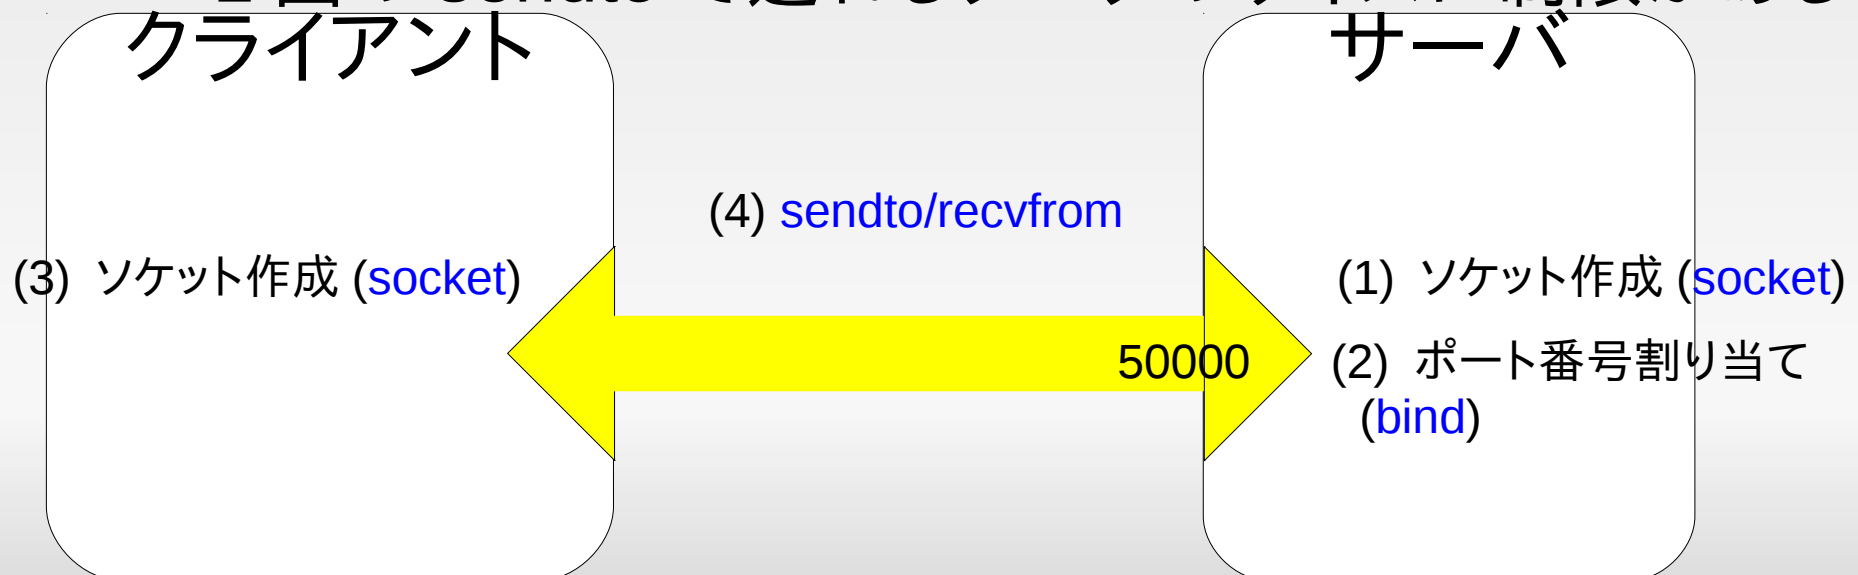 クライアント
サーバ
(4) sendto/recvfrom
(3) ソケット作成 (socket)
(1) ソケット作成 (socket)
50000
(2) ポート番号割り当て
(bind)